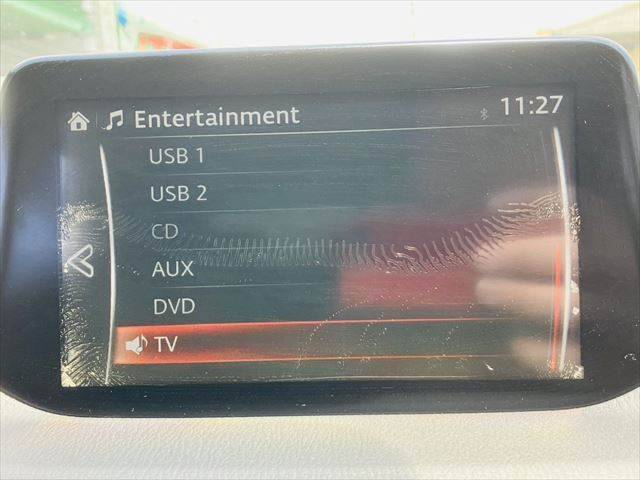 Entertainment
11:27
USB 1
USB 2
CD
AUX
DVD
TV